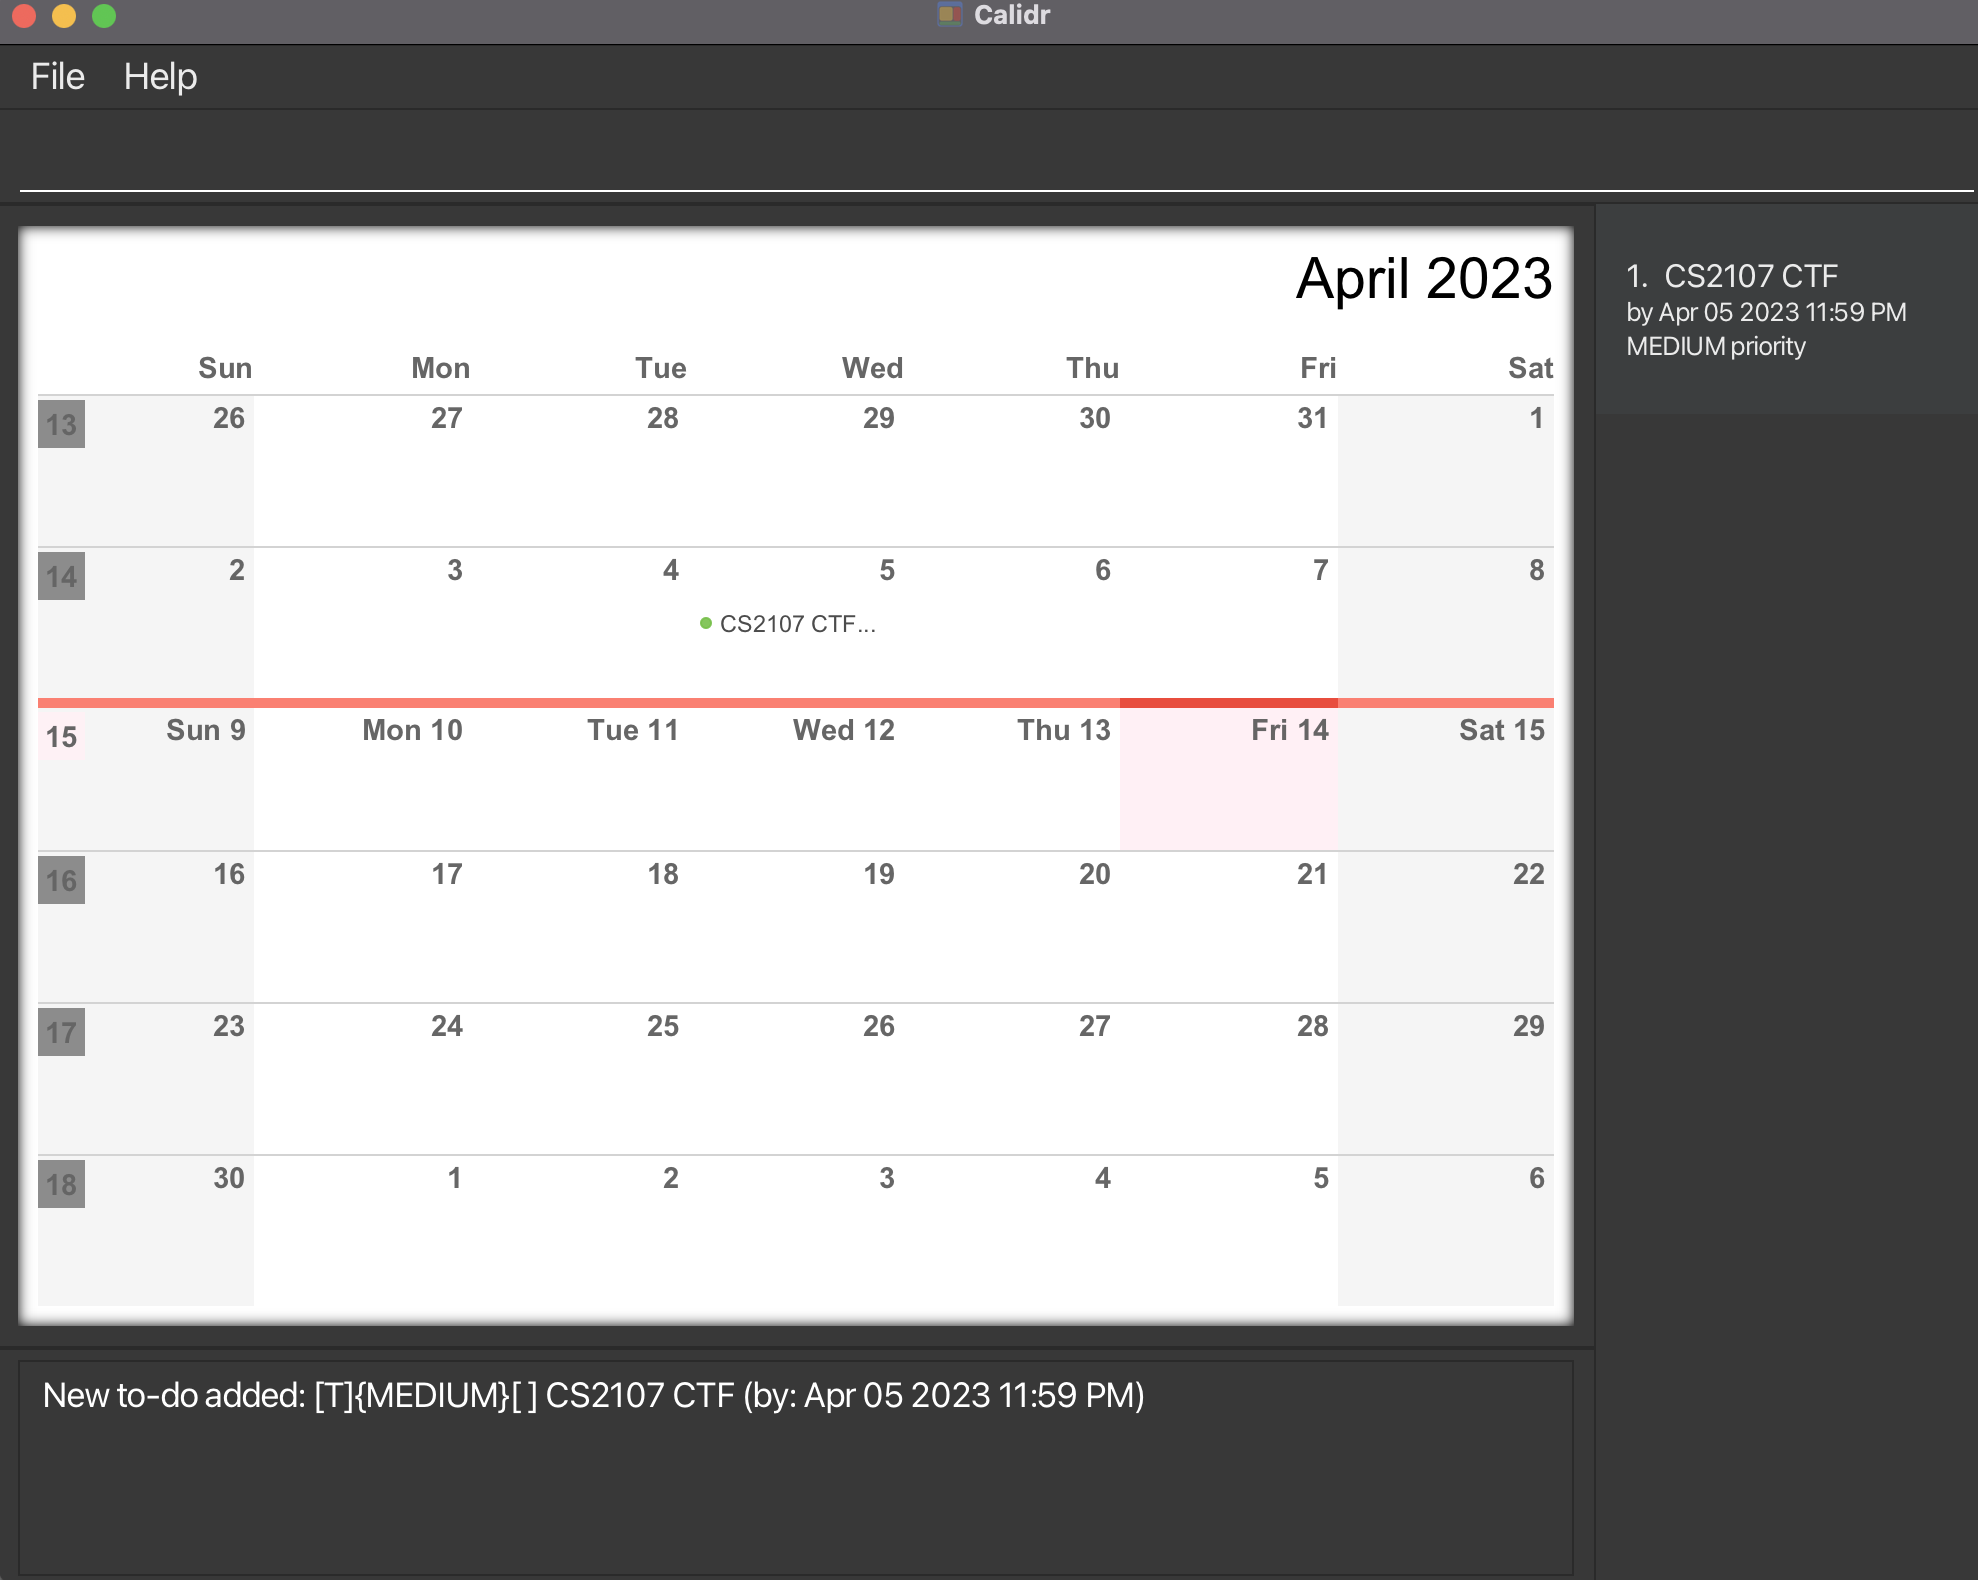 Calidr
File Help
April 2023
Sun Mon Tue Wed Thu Fri Sat
13 26 27 28 29 30 31 1
14 2 3 4 5 6 7 8
CS2107 CTF...
15 Sun 9 Mon 10 Tue 11 Wed 12 Thu 13 Fri 14 Sat 15
16 16 17 18 19 20 21 22
17 23 24 25 26 27 28 29
18 30 1 2 3 4 5 6
1. CS2107 CTF
by Apr 05 2023 11:59 PM
MEDIUM priority
New to-do added: [T]{MEDIUM}[ ] CS2107 CTF (by: Apr 05 2023 11:59 PM)